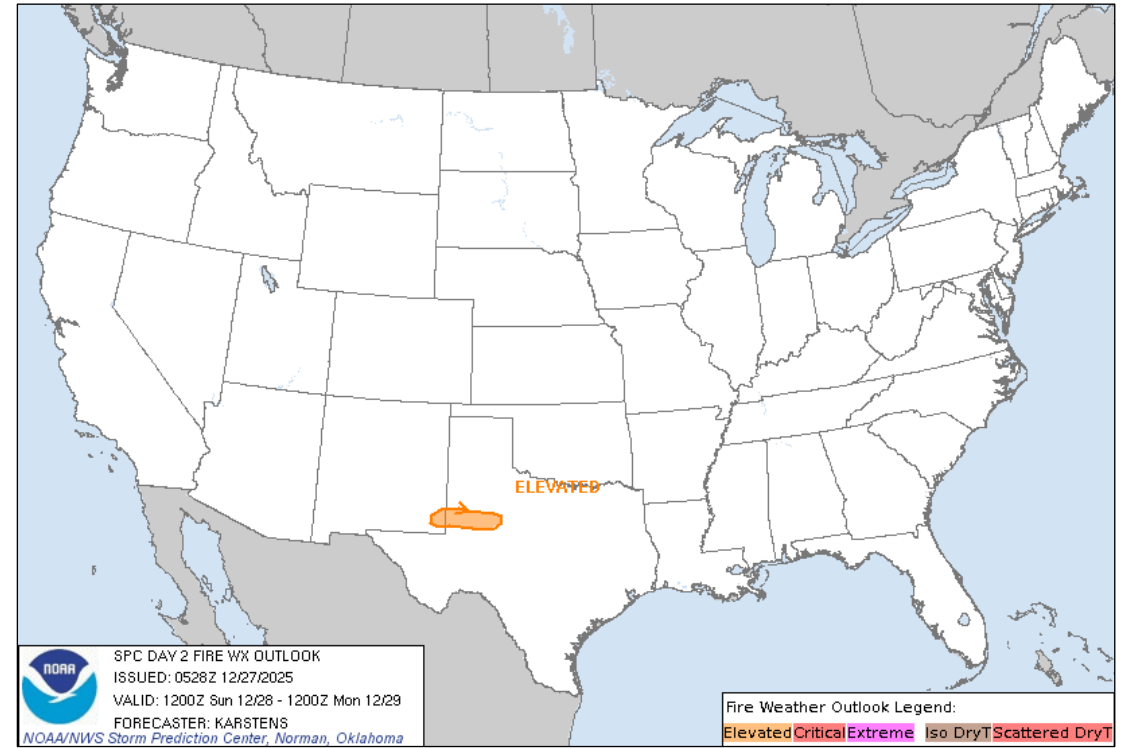 ELEVATED
NOAA
SPC DAY 2 FIRE WX OUTLOOK
ISSUED: 0528Z 12/27/2025
VALID: 1200Z Sun 12/28 - 1200Z Mon 12/29
FORECASTER: KARSTENS
NOAA/NWS Storm Prediction Center, Norman, Oklahoma
Fire Weather Outlook Legend:
Elevated Critical Extreme Iso DryT Scattered DryT